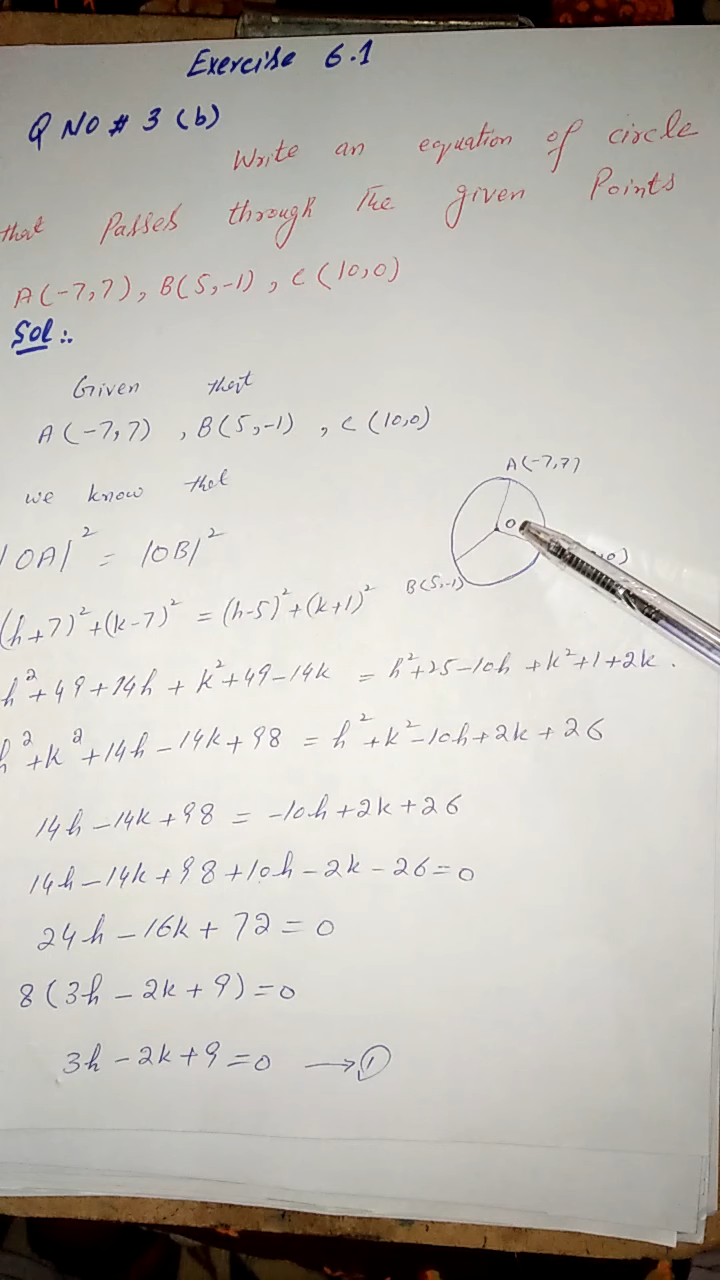 Exercise 6.1
Q NO # 3 (b)
Write an equation of circle
that Passes through The given Points
A(-7,7), B(5,-1), C(10,0)
Sol:.
Given that
A(-7,7), B(5,-1), C(10,0)
we know that
A(-7,7)
O
B(5,-1)
|OA|² = |OB|²
(h+7)²+(k-7)² = (h-5)²+(k+1)²
h²+49+14h+k²+49-14k = h²+25-10h+k²+1+2k.
h²+k²+14h-14k+98 = h²+k²-10h+2k+26
14h-14k+98 = -10h+2k+26
14h-14k+98+10h-2k-26=0
24h-16k+72=0
8(3h-2k+9)=0
3h-2k+9=0 → ①